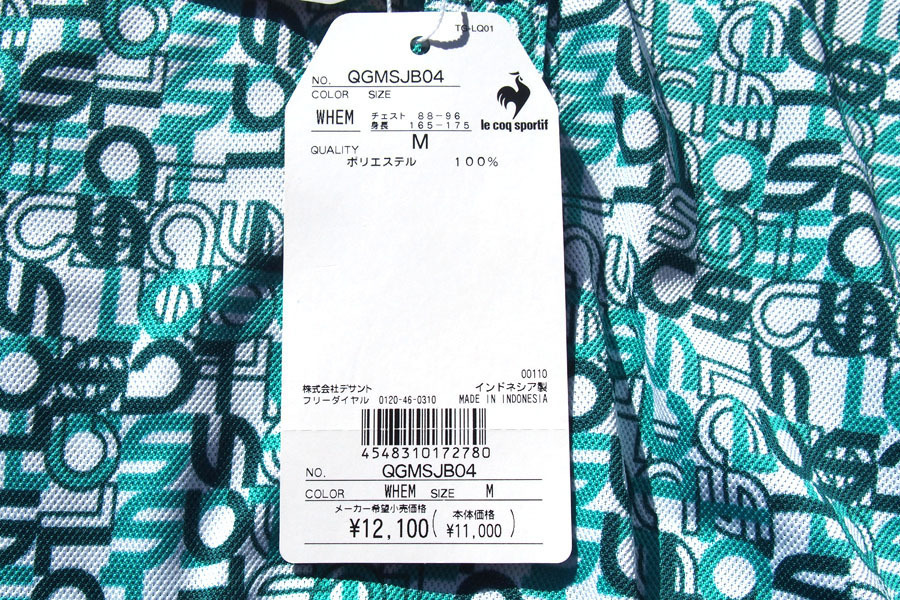 TG-LQ01
NO. QGMSJB04
COLOR SIZE
le coq sportif
WHEM チェスト 88-96
身長 165-175
QUALITY M
ポリエステル 100%
00110
株式会社デサント インドネシア製
フリーダイヤル 0120-46-0310 MADE IN INDONESIA
4548310172780
NO. QGMSJB04
COLOR WHEM SIZE M
メーカー希望小売価格 本体価格
¥12,100 (¥11,000)